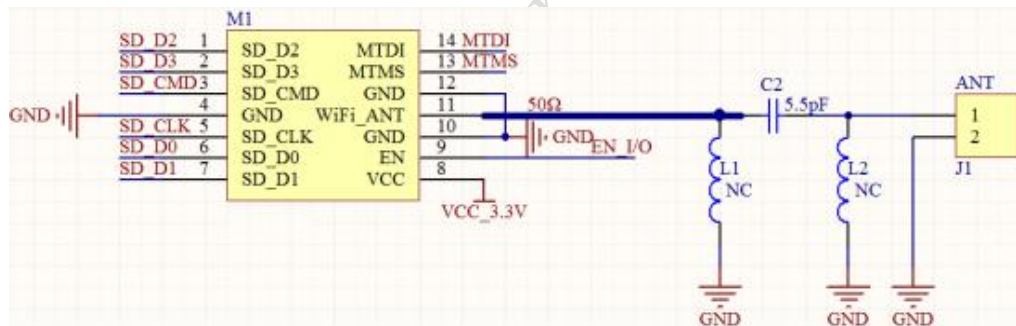 M1
SD_D2 1 SD_D2 MTDI 14 MTDI
SD_D3 2 SD_D3 MTMS 13 MTMS
SD_CMD 3 SD_CMD GND 12
GND 4 GND WiFi_ANT 11 50Ω
SD_CLK 5 SD_CLK GND 10 GND
SD_D0 6 SD_D0 EN 9 EN_I/O
SD_D1 7 SD_D1 VCC 8
VCC_3.3V
C2
5.5pF
ANT
1
2
J1
L1
NC
L2
NC
GND
GND
GND